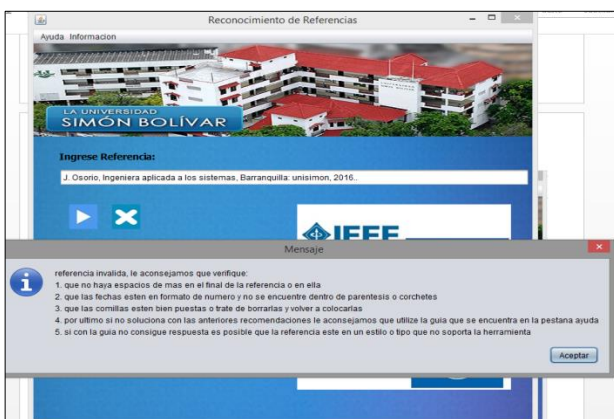 Reconocimiento de Referencias
Ayuda Informacion
LA UNIVERSIDAD
SIMÓN BOLÍVAR
Ingrese Referencia:
J. Osorio, Ingeniera aplicada a los sistemas, Barranquilla: unisimon, 2016..
IEEE
Mensaje
referencia invalida, le aconsejamos que verifique:
1. que no haya espacios de mas en el final de la referencia o en ella
2. que las fechas esten en formato de numero y no se encuentre dentro de parentesis o corchetes
3. que las comillas esten bien puestas o trate de borrarlas y volver a colocarlas
4. por ultimo si no soluciona con las anteriores recomendaciones le aconsejamos que utilize la guia que se encuentra en la pestana ayuda
5. si con la guia no consigue respuesta es posible que la referencia este en un estilo o tipo que no soporta la herramienta
Aceptar